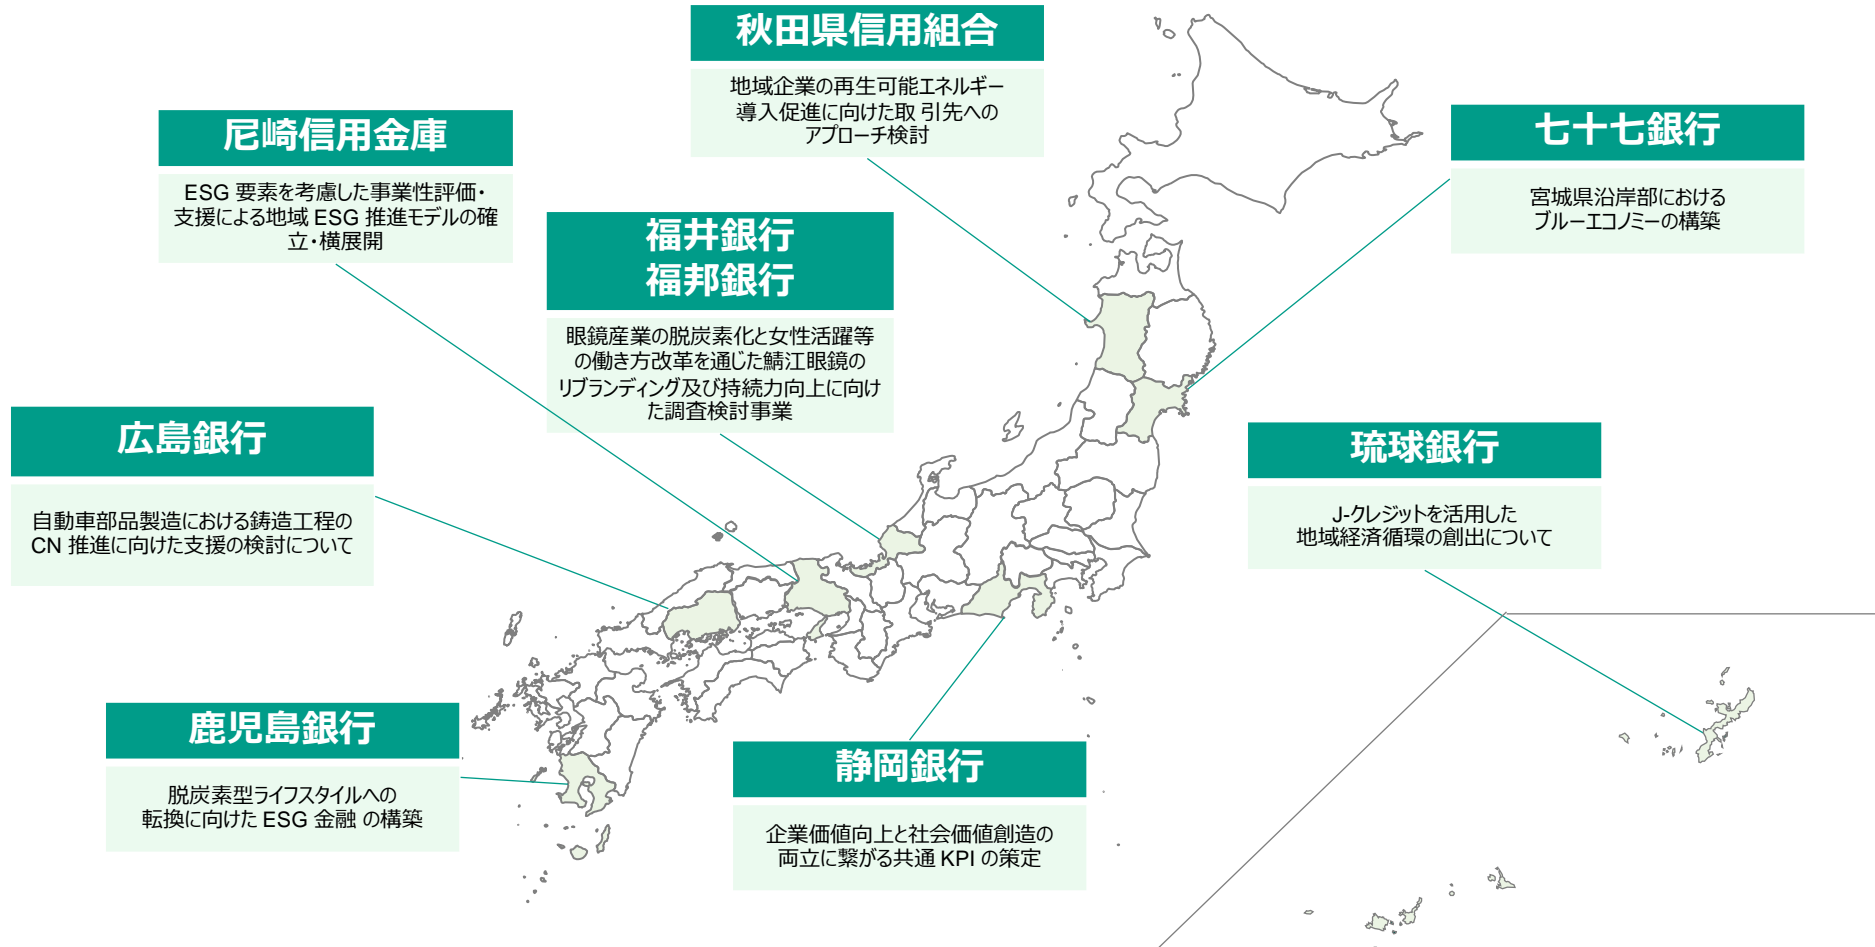 秋田県信用組合
地域企業の再生可能エネルギー
導入促進に向けた取 引先への
アプローチ検討
尼崎信用金庫
ESG 要素を考慮した事業性評価・
支援による地域 ESG 推進モデルの確
立・横展開
七十七銀行
宮城県沿岸部における
ブルーエコノミーの構築
福井銀行
福邦銀行
眼鏡産業の脱炭素化と女性活躍等
の働き方改革を通じた鯖江眼鏡の
リブランディング及び持続力向上に向け
た調査検討事業
広島銀行
自動車部品製造における鋳造工程の
CN 推進に向けた支援の検討について
琉球銀行
J-クレジットを活用した
地域経済循環の創出について
鹿児島銀行
脱炭素型ライフスタイルへの
転換に向けた ESG 金融 の構築
静岡銀行
企業価値向上と社会価値創造の
両立に繋がる共通 KPI の策定